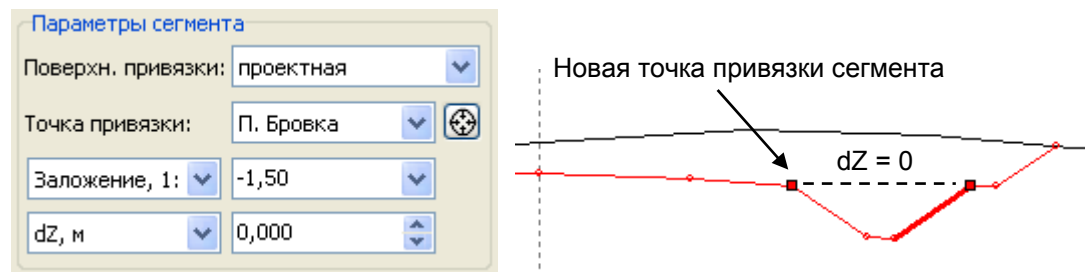 Параметры сегмента
Поверхн. привязки: проектная
Точка привязки: П. Бровка
Заложение, 1: -1,50
dZ, м 0,000
Новая точка привязки сегмента
dZ = 0